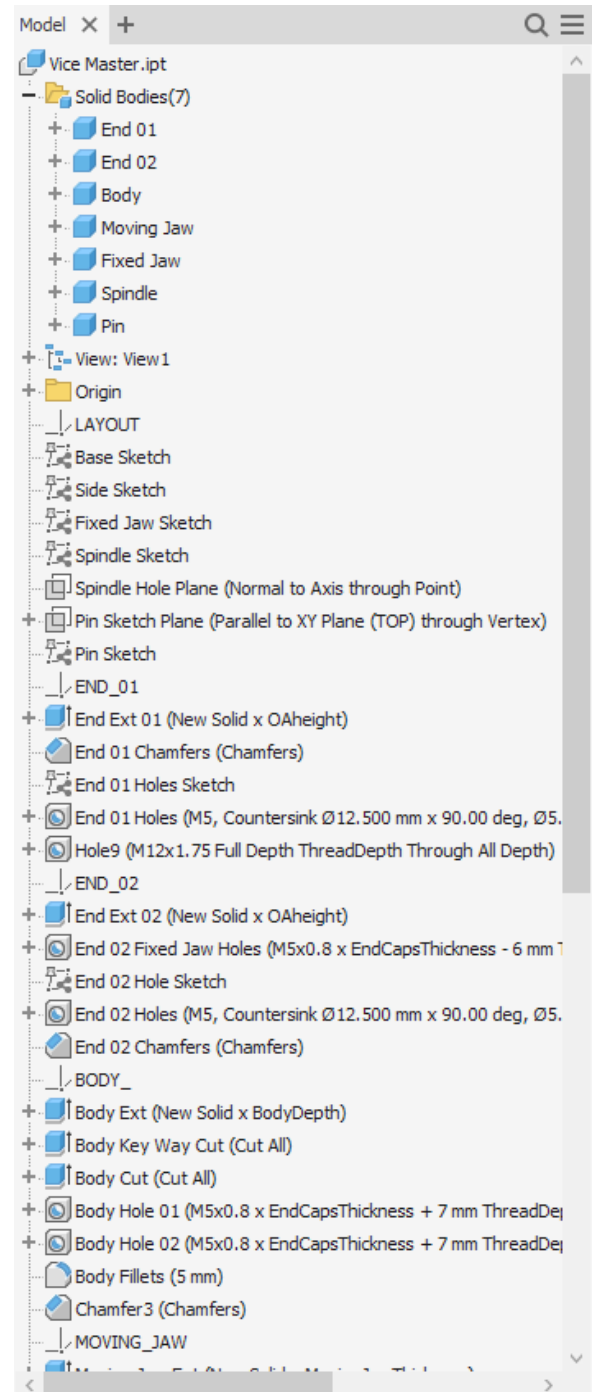 Model
Vice Master.ipt
Solid Bodies(7)
End 01
End 02
Body
Moving Jaw
Fixed Jaw
Spindle
Pin
View: View1
Origin
LAYOUT
Base Sketch
Side Sketch
Fixed Jaw Sketch
Spindle Sketch
Spindle Hole Plane (Normal to Axis through Point)
Pin Sketch Plane (Parallel to XY Plane (TOP) through Vertex)
Pin Sketch
END_01
End Ext 01 (New Solid x OAheight)
End 01 Chamfers (Chamfers)
End 01 Holes Sketch
End 01 Holes (M5, Countersink Ø12.500 mm x 90.00 deg, Ø5.
Hole9 (M12x1.75 Full Depth ThreadDepth Through All Depth)
END_02
End Ext 02 (New Solid x OAheight)
End 02 Fixed Jaw Holes (M5x0.8 x EndCapsThickness - 6 mm
End 02 Hole Sketch
End 02 Holes (M5, Countersink Ø12.500 mm x 90.00 deg, Ø5.
End 02 Chamfers (Chamfers)
BODY_
Body Ext (New Solid x BodyDepth)
Body Key Way Cut (Cut All)
Body Cut (Cut All)
Body Hole 01 (M5x0.8 x EndCapsThickness + 7 mm ThreadDe
Body Hole 02 (M5x0.8 x EndCapsThickness + 7 mm ThreadDe
Body Fillets (5 mm)
Chamfer3 (Chamfers)
MOVING_JAW